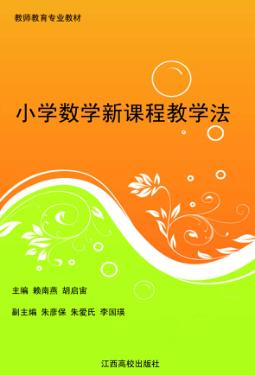 教师教育专业教材
小学数学新课程教学法
主编 赖南燕 胡启宙
副主编 朱彦保 朱爱氏 李国瑛
江西高校出版社